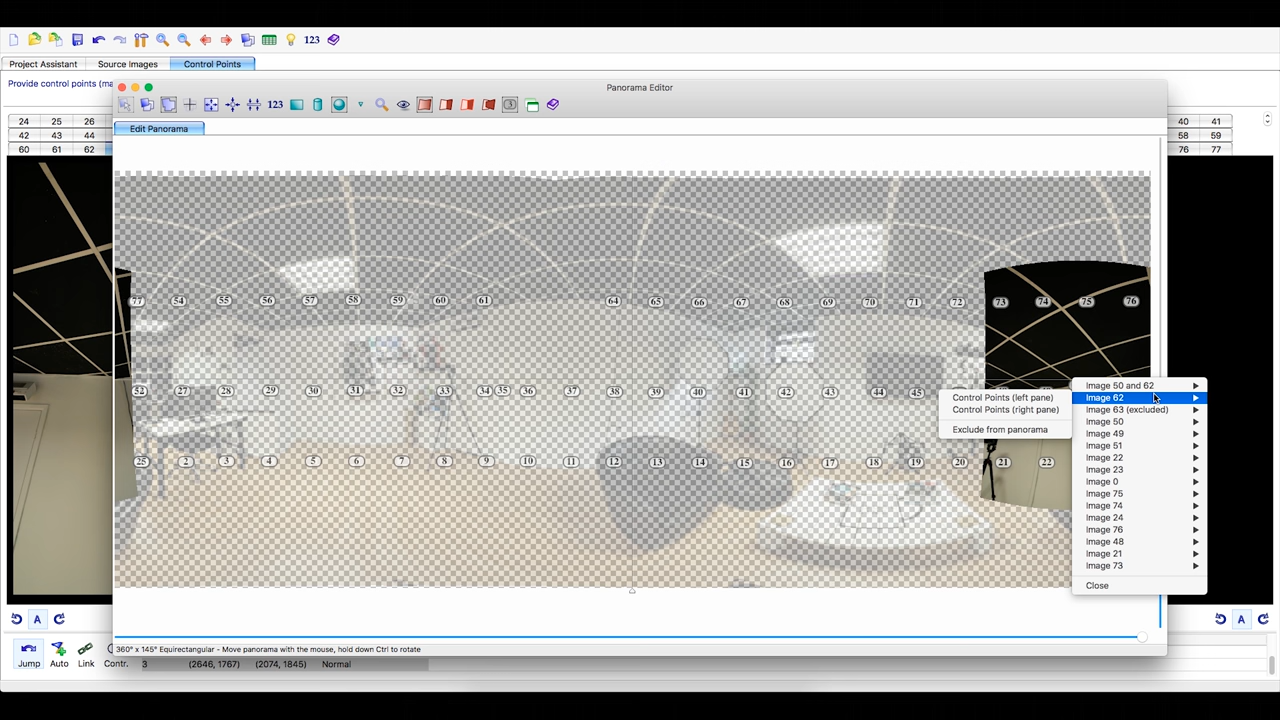 123
Project Assistant Source Images Control Points
Provide control points (ma
Panorama Editor
123
Edit Panorama
24 25 26
42 43 44
60 61 62
40 41
58 59
76 77
77 54 55 56 57 58 59 60 61 64 65 66 67 68 69 70 71 72 73 74 75 76
52 27 28 29 30 31 32 33 34 35 36 37 38 39 40 41 42 43 44 45
25 2 3 4 5 6 7 8 9 10 11 12 13 14 15 16 17 18 19 20 21 22
Control Points (left pane)
Control Points (right pane)
Exclude from panorama
Image 50 and 62
Image 62
Image 63 (excluded)
Image 50
Image 49
Image 51
Image 22
Image 23
Image 0
Image 75
Image 74
Image 24
Image 76
Image 48
Image 21
Image 73
Close
A
A
360° x 145° Equirectangular - Move panorama with the mouse, hold down Ctrl to rotate
Jump Auto Link Contr. 3 (2646, 1767) (2074, 1845) Normal